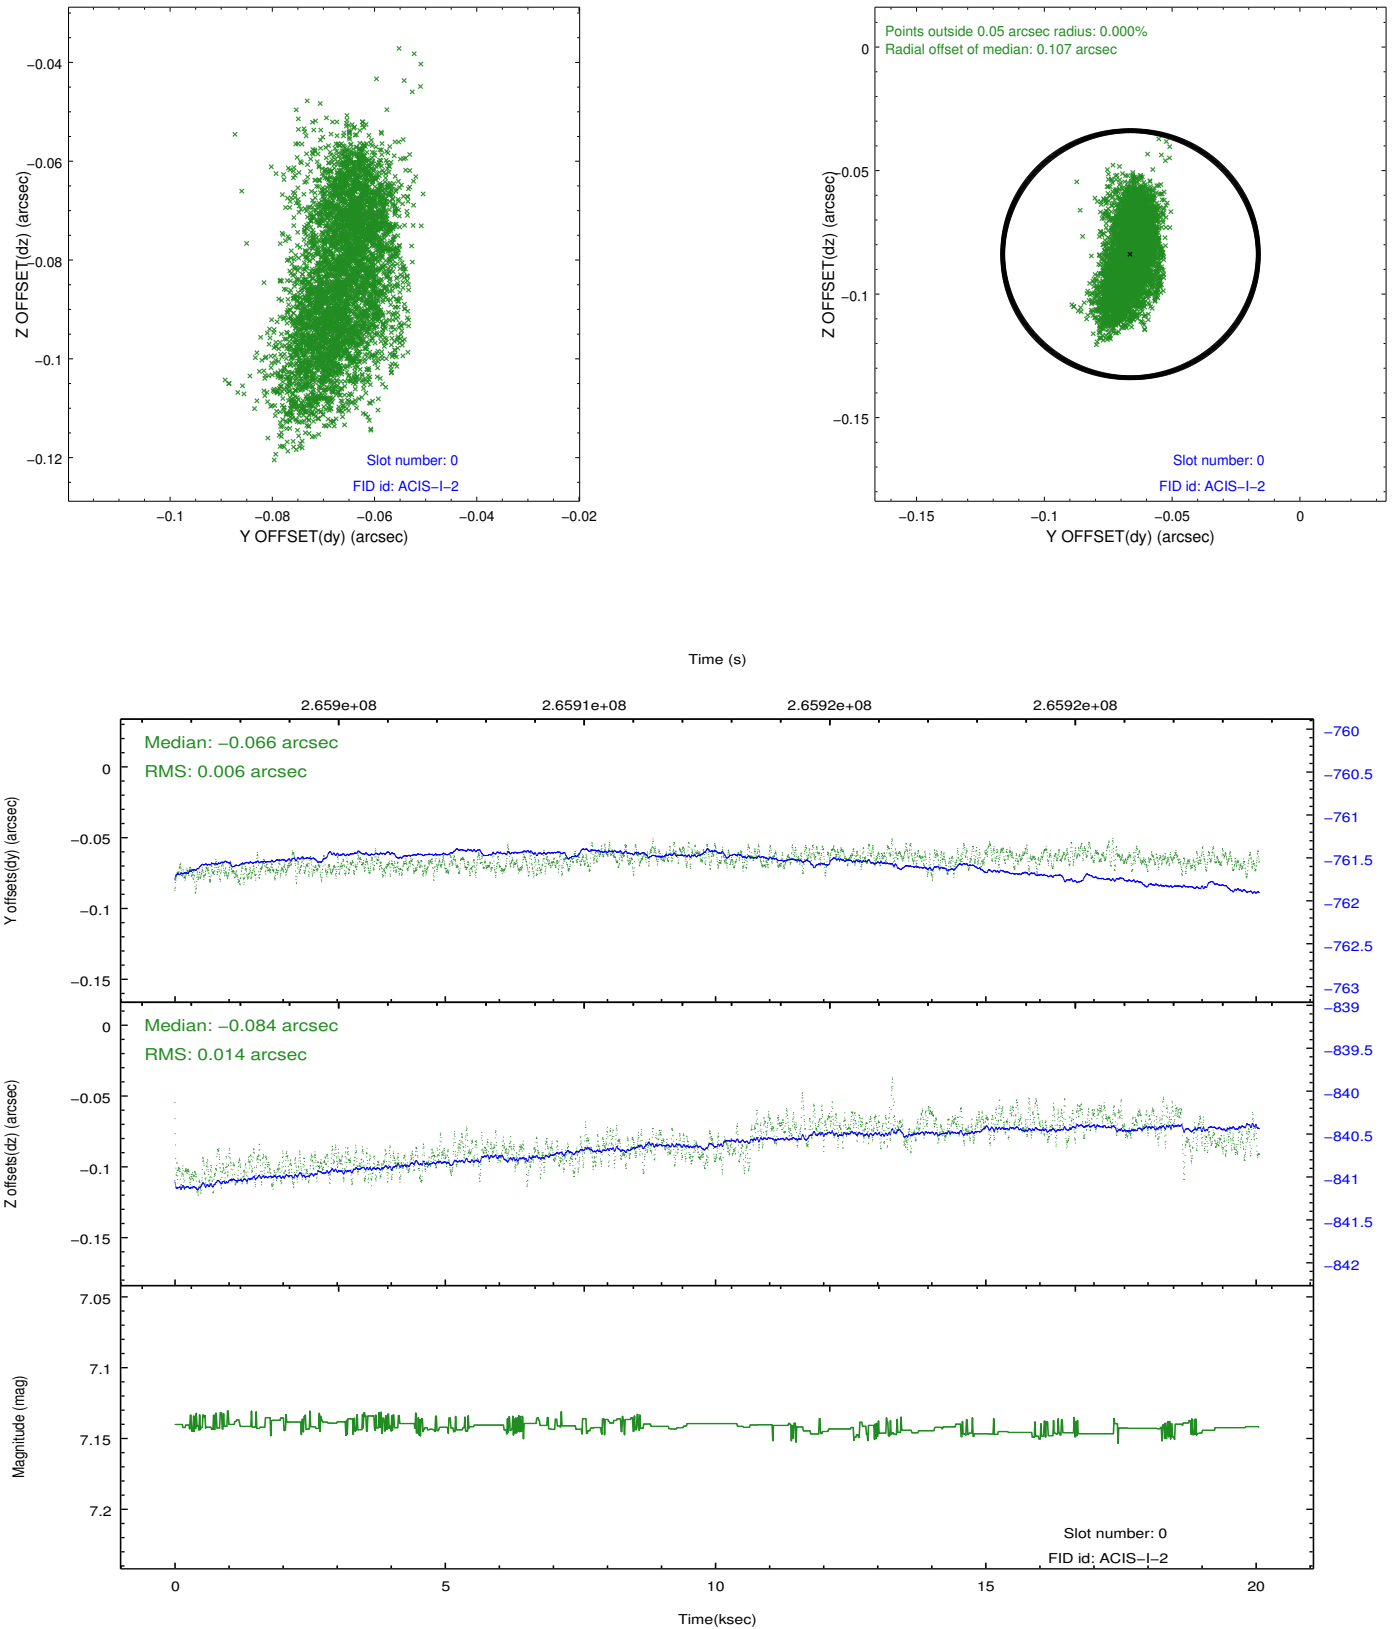 −0.04
−0.06
−0.08
−0.1
−0.12
Z OFFSET(dz) (arcsec)
Slot number: 0
FID id: ACIS−I−2
−0.1
−0.08
−0.06
−0.04
−0.02
Y OFFSET(dy) (arcsec)
Points outside 0.05 arcsec radius: 0.000%
Radial offset of median: 0.107 arcsec
0
−0.05
−0.1
−0.15
Z OFFSET(dz) (arcsec)
Slot number: 0
FID id: ACIS−I−2
−0.15
−0.1
−0.05
0
Y OFFSET(dy) (arcsec)
Time (s)
2.659e+08
2.6591e+08
2.6592e+08
2.6592e+08
Median: −0.066 arcsec
RMS: 0.006 arcsec
0
−0.05
−0.1
−0.15
Y offsets(dy) (arcsec)
−760
−760.5
−761
−761.5
−762
−762.5
−763
Median: −0.084 arcsec
RMS: 0.014 arcsec
0
−0.05
−0.1
−0.15
Z offsets(dz) (arcsec)
−839
−839.5
−840
−840.5
−841
−841.5
−842
7.05
7.1
7.15
7.2
Magnitude (mag)
Slot number: 0
FID id: ACIS−I−2
0
5
10
15
20
Time(ksec)